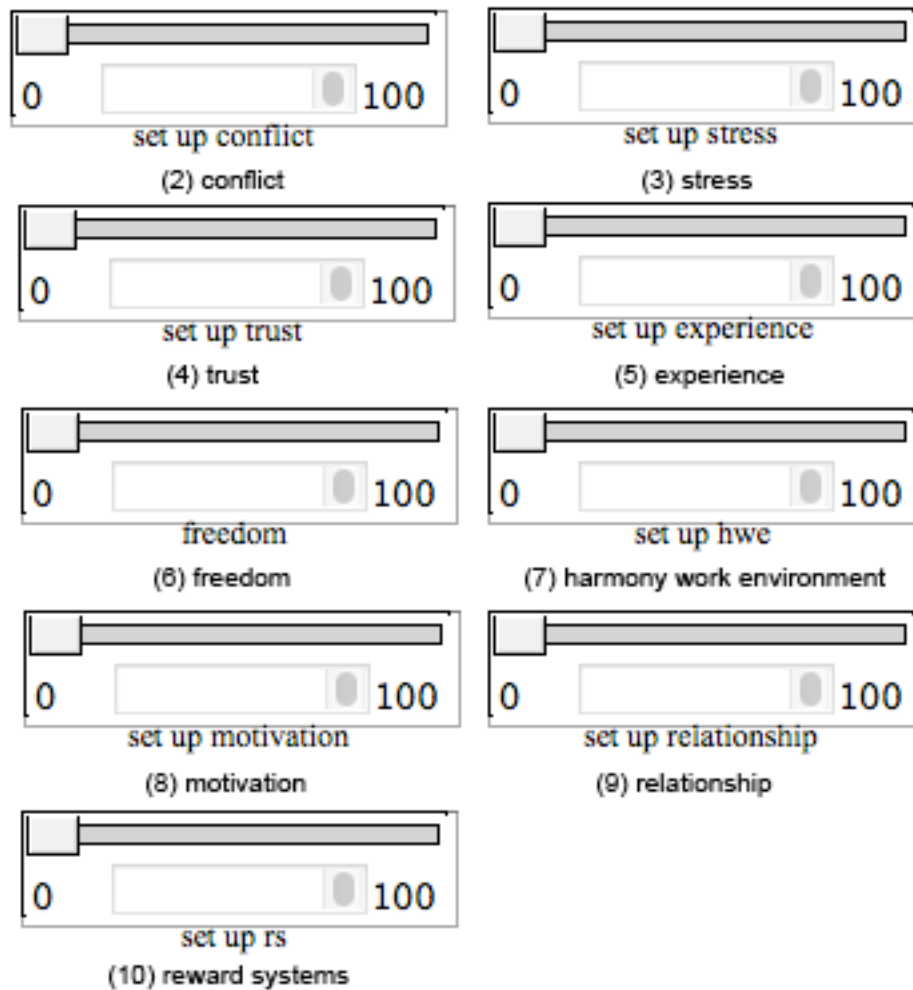 0 100
set up conflict
(2) conflict
0 100
set up stress
(3) stress
0 100
set up trust
(4) trust
0 100
set up experience
(5) experience
0 100
freedom
(6) freedom
0 100
set up hwe
(7) harmony work environment
0 100
set up motivation
(8) motivation
0 100
set up relationship
(9) relationship
0 100
set up rs
(10) reward systems